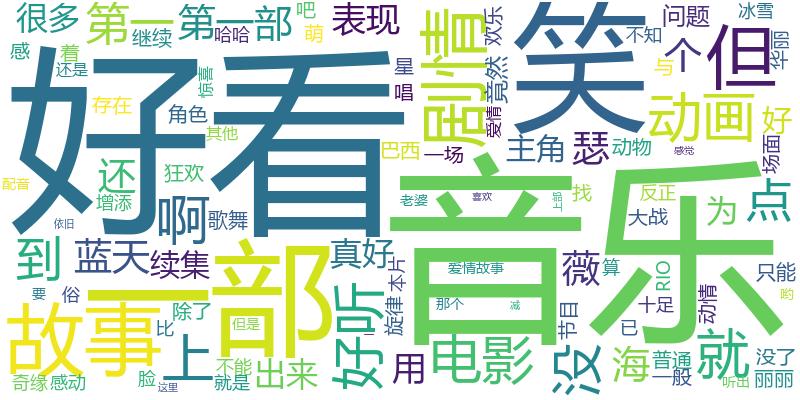 很多
第一
第一部
吧
萌
表现
继续
哈哈
感
着
还是
惊喜
星
唱
剧情
欢乐
竟然
爱情
笑
不知
问题
个
与
但
冰雪
华丽
好看
存在
角色
其他
巴西
一场
主角
瑟
动物
动画
感觉
好
场面
配音
还
狂欢
增添
啊
歌舞
依旧
老婆
音乐
喜欢
上
找
反正
大战
为
点
到
蓝天
续集
一部
真好
旋律
本片
爱情故事
那个
减
薇
算
节目
RIO
十足
动情
只能
哟
要
俗
故事
除了
比
但是
好听
已
奇缘
感动
脸
这里
上
不能
就是
出来
用
电影
没
海
普通
一般
就
听出
没了
丽丽